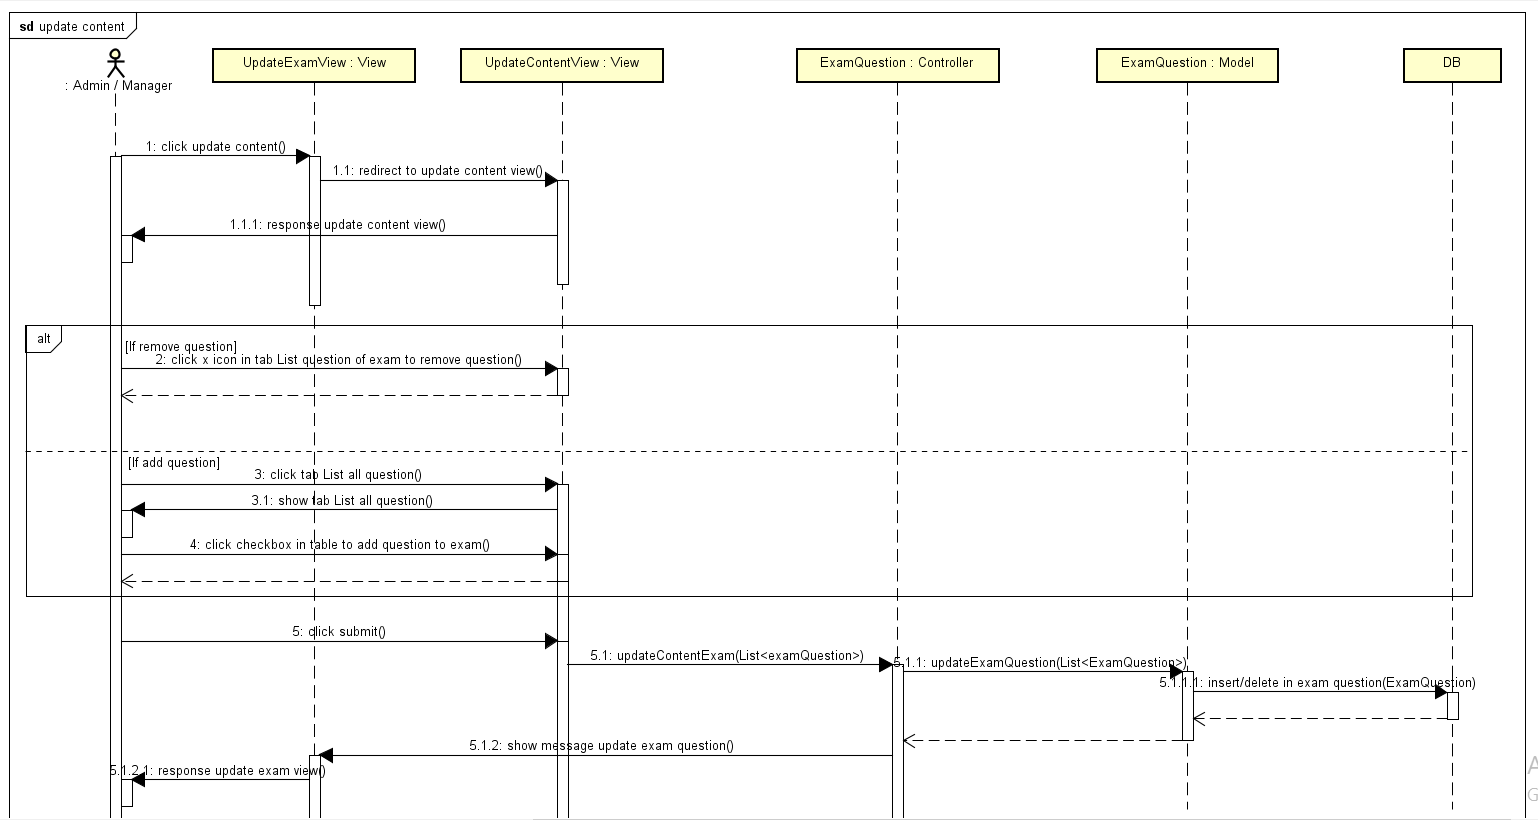 sd update content
: Admin / Manager
UpdateExamView : View
UpdateContentView : View
ExamQuestion : Controller
ExamQuestion : Model
DB
1: click update content()
1.1: redirect to update content view()
1.1.1: response update content view()
alt
[If remove question]
2: click x icon in tab List question of exam to remove question()
[If add question]
3: click tab List all question()
3.1: show tab List all question()
4: click checkbox in table to add question to exam()
5: click submit()
5.1: updateContentExam(List<examQuestion>)
5.1.1: updateExamQuestion(List<ExamQuestion>)
5.1.1.1: insert/delete in exam question(ExamQuestion)
5.1.2: show message update exam question()
5.1.2.1: response update exam view()